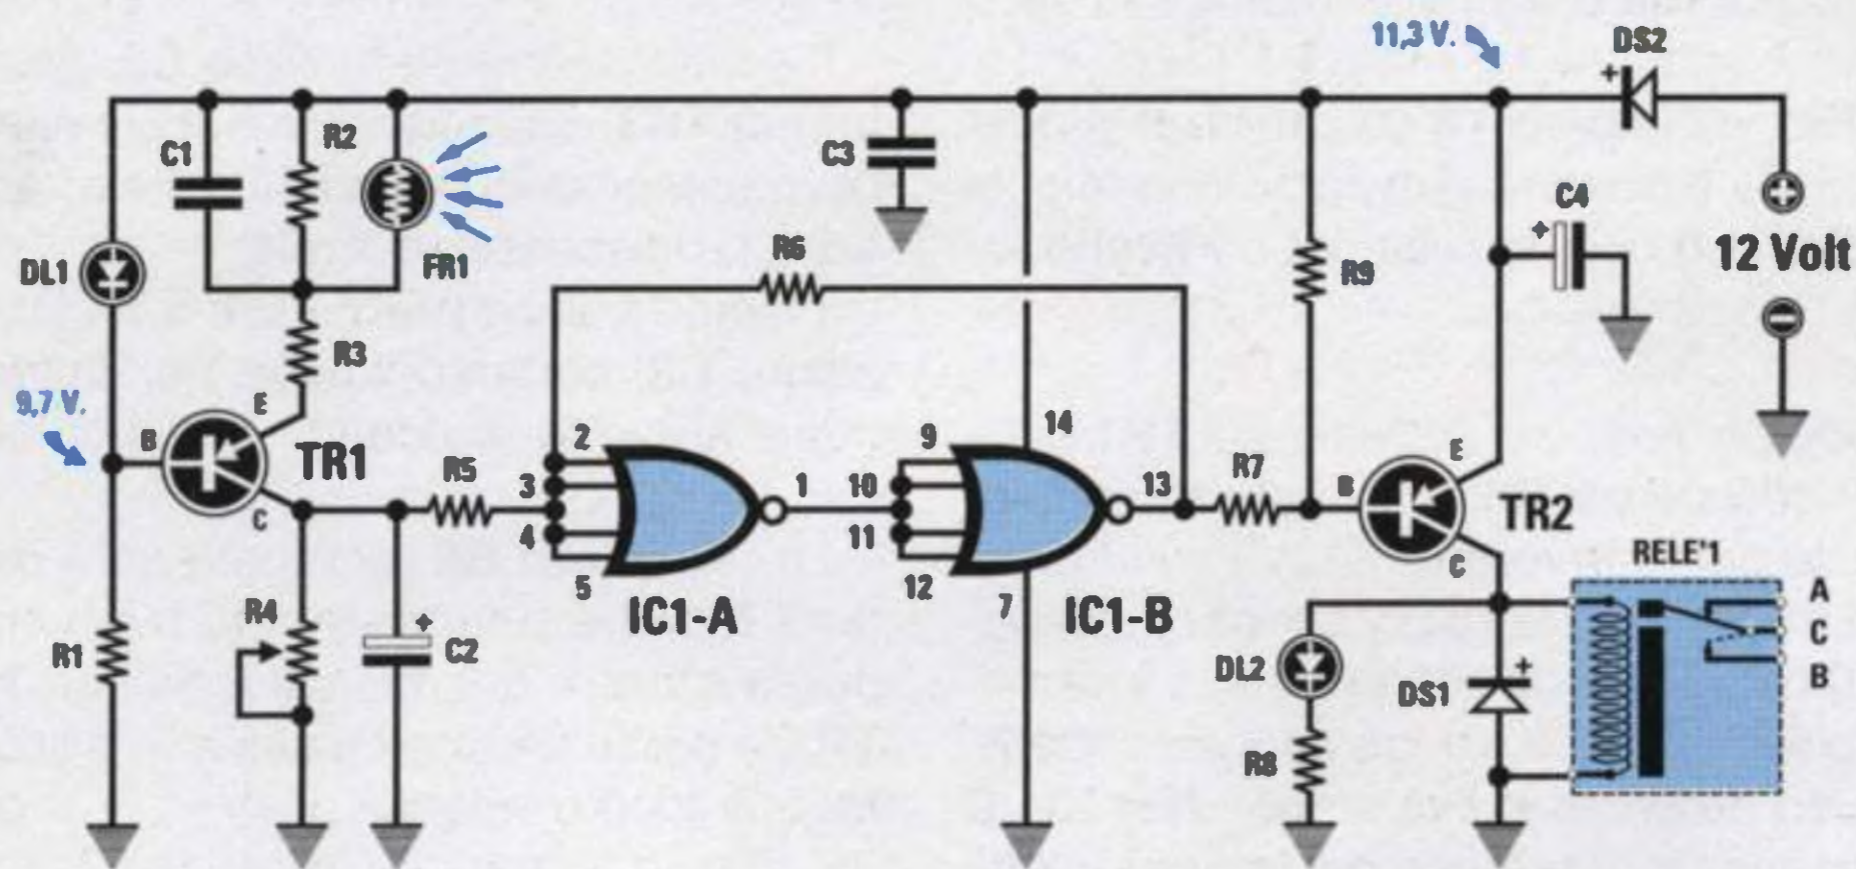 11,3 V.
DS2
+
R2
C1
C3
C4
+
12 Volt
DL1
FR1
R6
R9
R3
9,7 V.
E
B
TR1
C
R5
2
3
4
5
IC1-A
1
9
10
11
12
14
7
IC1-B
13
R7
E
B
C
TR2
RELE'1
A
C
B
R4
+
C2
R1
DL2
DS1
+
R8